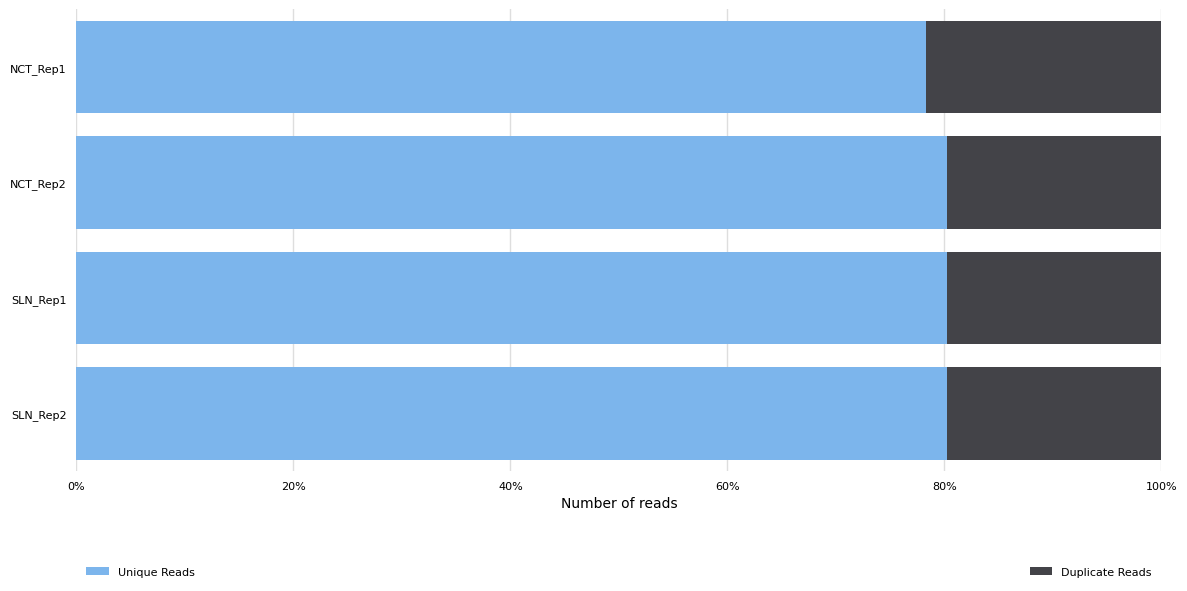 NCT_Rep1
NCT_Rep2
SLN_Rep1
SLN_Rep2
0% 20% 40% 60% 80% 100%
Number of reads
Unique Reads Duplicate Reads